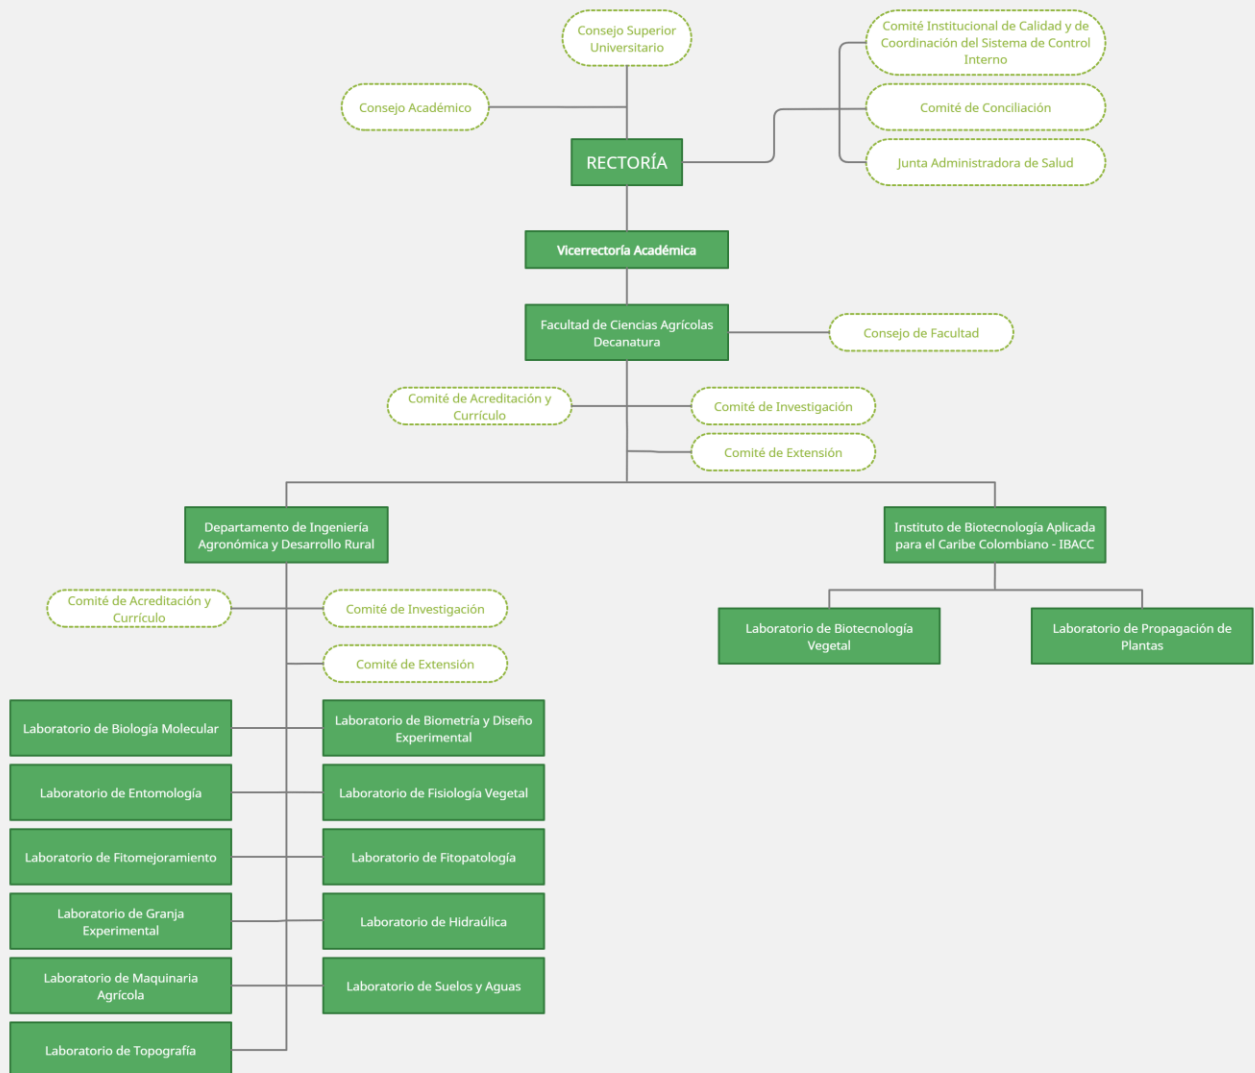 Consejo Superior
Universitario
Comité Institucional de Calidad y de
Coordinación del Sistema de Control
Interno
Consejo Académico
Comité de Conciliación
RECTORÍA
Junta Administradora de Salud
Vicerrectoría Académica
Facultad de Ciencias Agrícolas
Decanatura
Consejo de Facultad
Comité de Acreditación y
Currículo
Comité de Investigación
Comité de Extensión
Departamento de Ingeniería
Agronómica y Desarrollo Rural
Instituto de Biotecnología Aplicada
para el Caribe Colombiano - IBACC
Comité de Acreditación y
Currículo
Comité de Investigación
Laboratorio de Biotecnología
Vegetal
Laboratorio de Propagación de
Plantas
Comité de Extensión
Laboratorio de Biología Molecular
Laboratorio de Biometría y Diseño
Experimental
Laboratorio de Entomología
Laboratorio de Fisiología Vegetal
Laboratorio de Fitomejoramiento
Laboratorio de Fitopatología
Laboratorio de Granja
Experimental
Laboratorio de Hidraúlica
Laboratorio de Maquinaria
Agrícola
Laboratorio de Suelos y Aguas
Laboratorio de Topografía